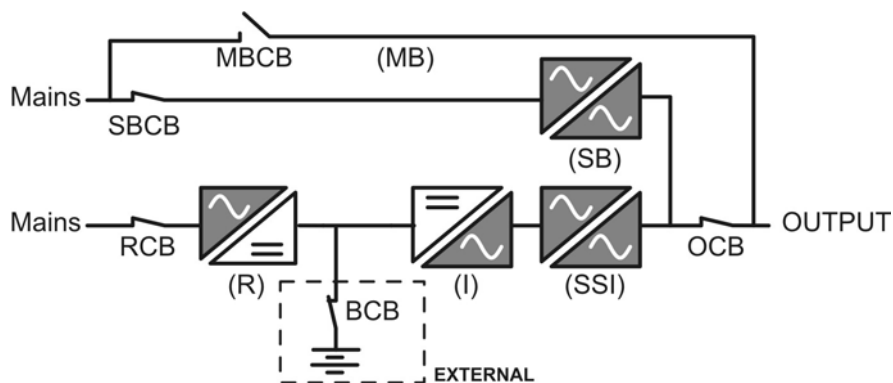 MBCB
(MB)
Mains
SBCB
(SB)
Mains
RCB
OCB
OUTPUT
(R)
(I)
(SSI)
BCB
EXTERNAL